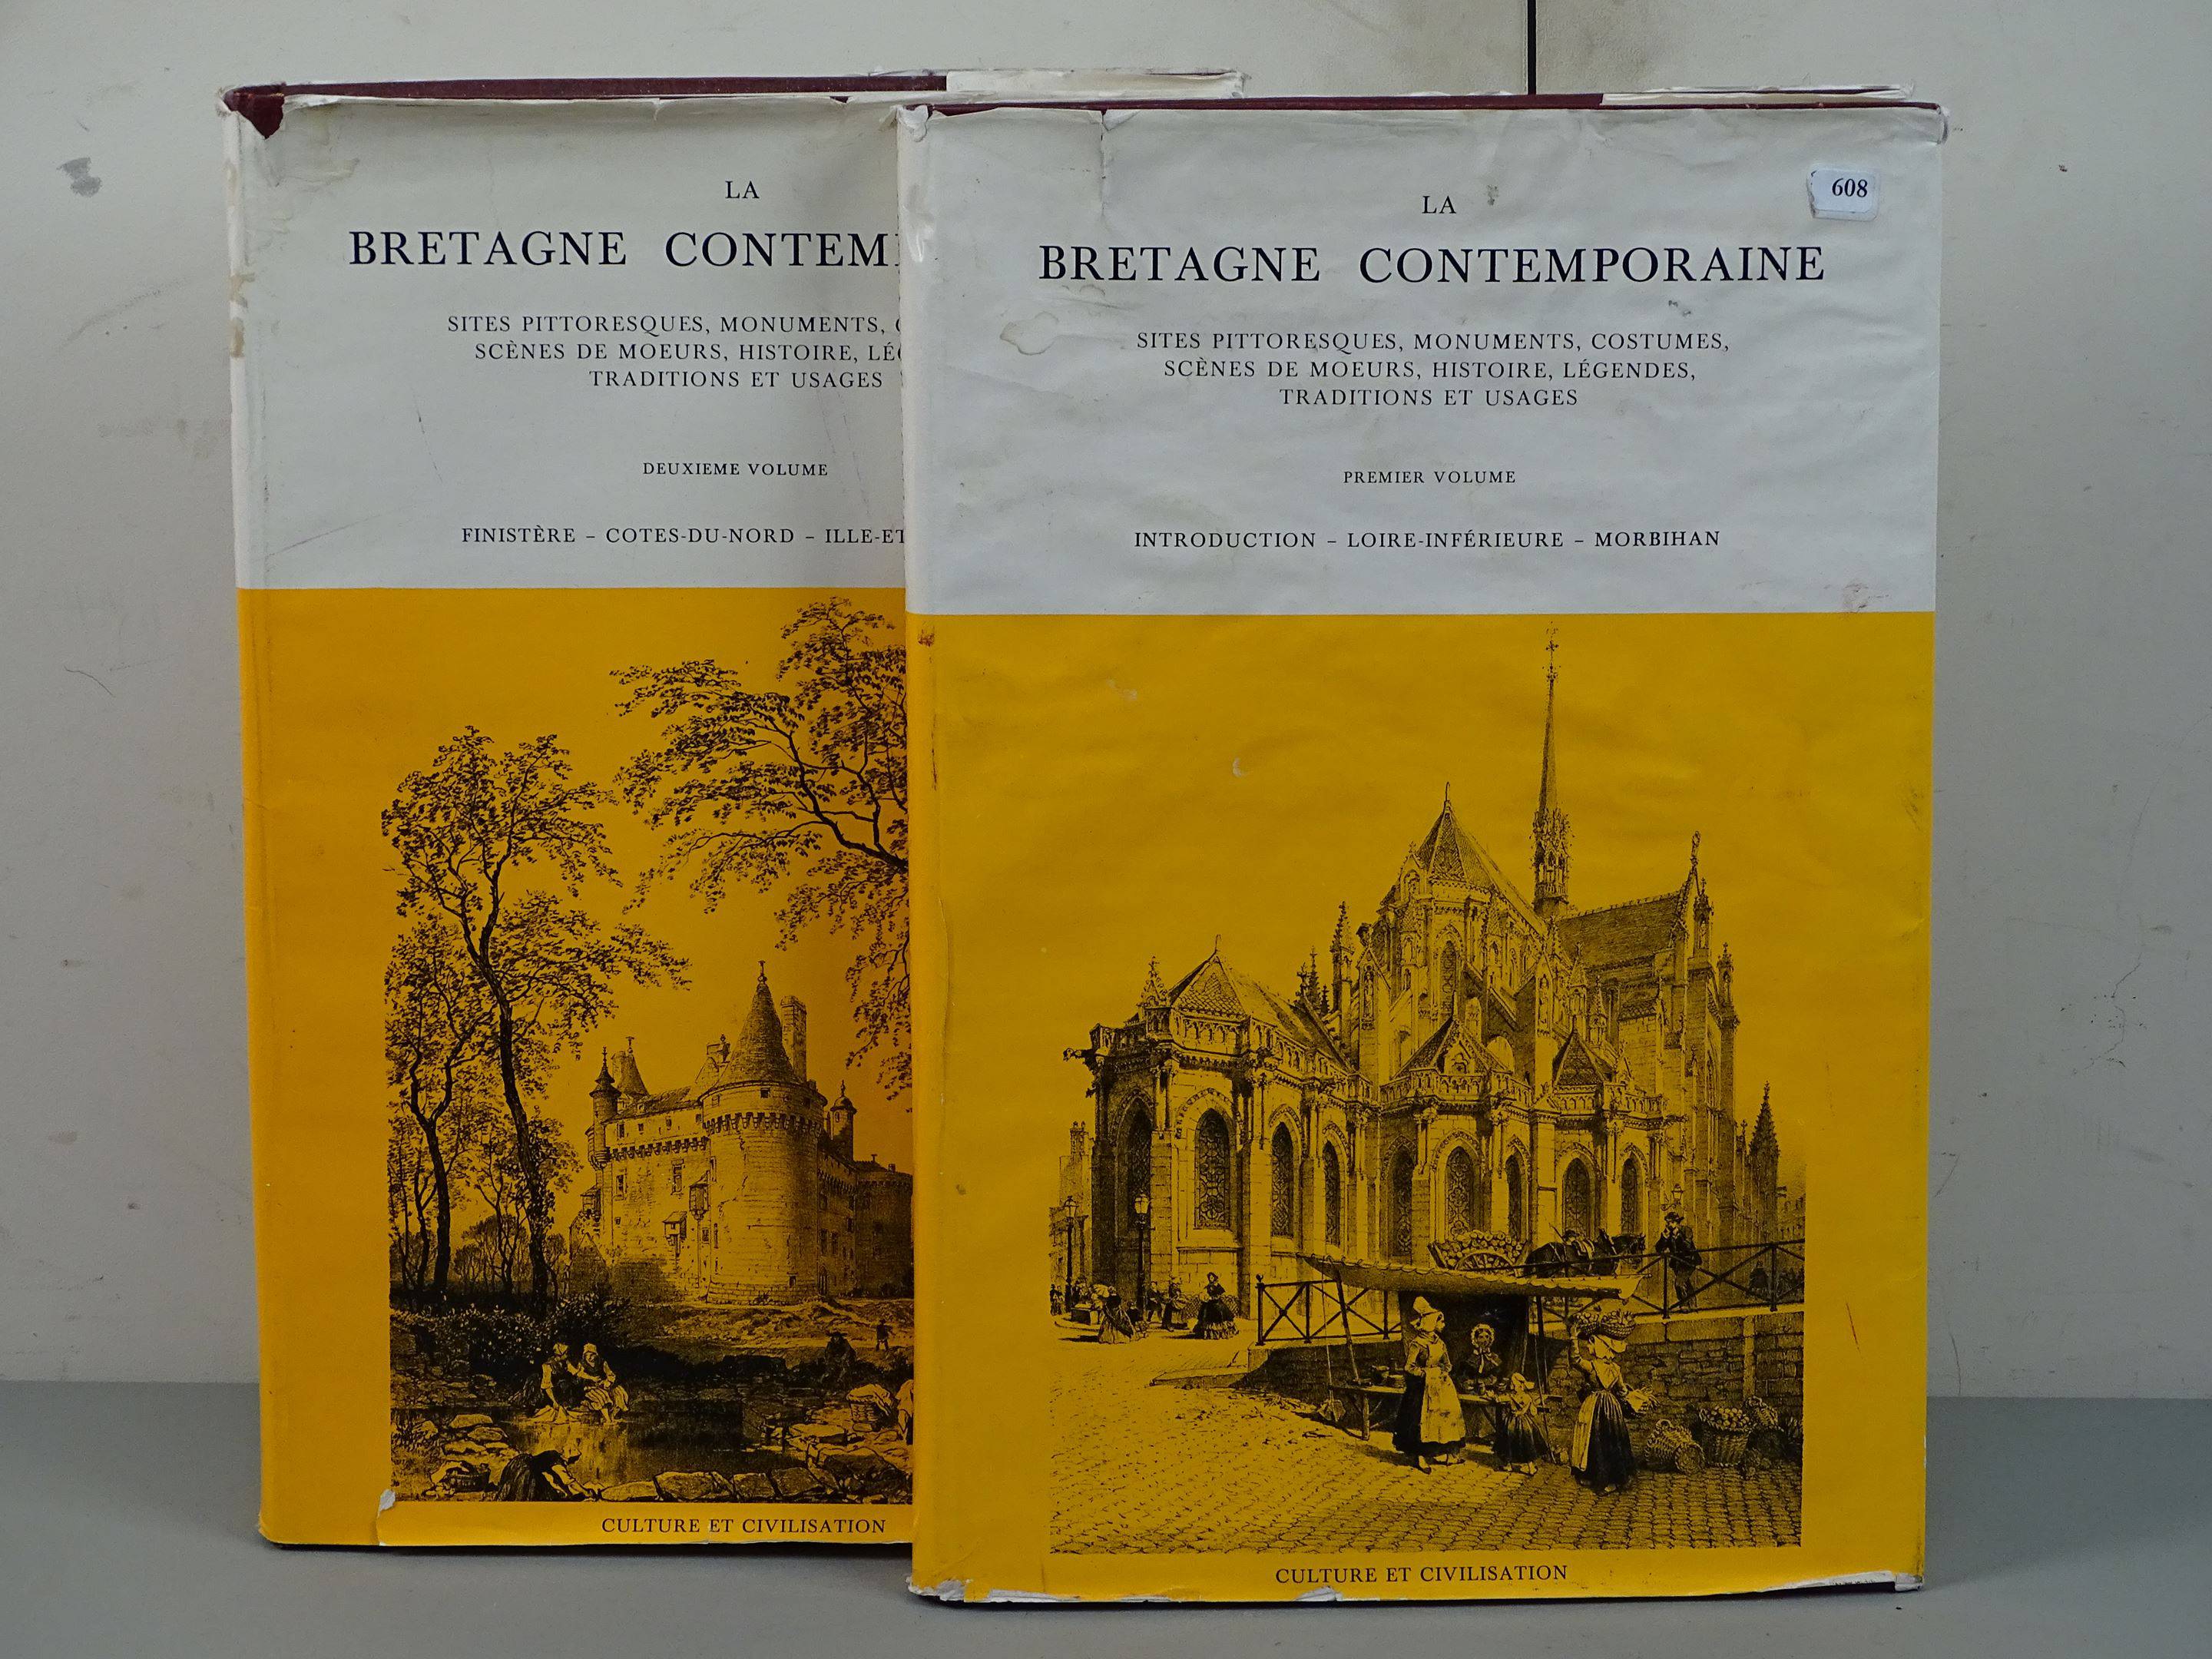 LA
BRETAGNE CONTEM
SITES PITTORESQUES, MONUMENTS,
SCÈNES DE MOEURS, HISTOIRE,
TRADITIONS ET USAGES
DEUXIEME VOLUME
FINISTÈRE – COTES-DU-NORD – ILLE-ET
CULTURE ET CIVILISATION
608
LA
BRETAGNE CONTEMPORAINE
SITES PITTORESQUES, MONUMENTS, COSTUMES,
SCÈNES DE MOEURS, HISTOIRE, LÉGENDES,
TRADITIONS ET USAGES
PREMIER VOLUME
INTRODUCTION – LOIRE-INFÉRIEURE – MORBIHAN
CULTURE ET CIVILISATION